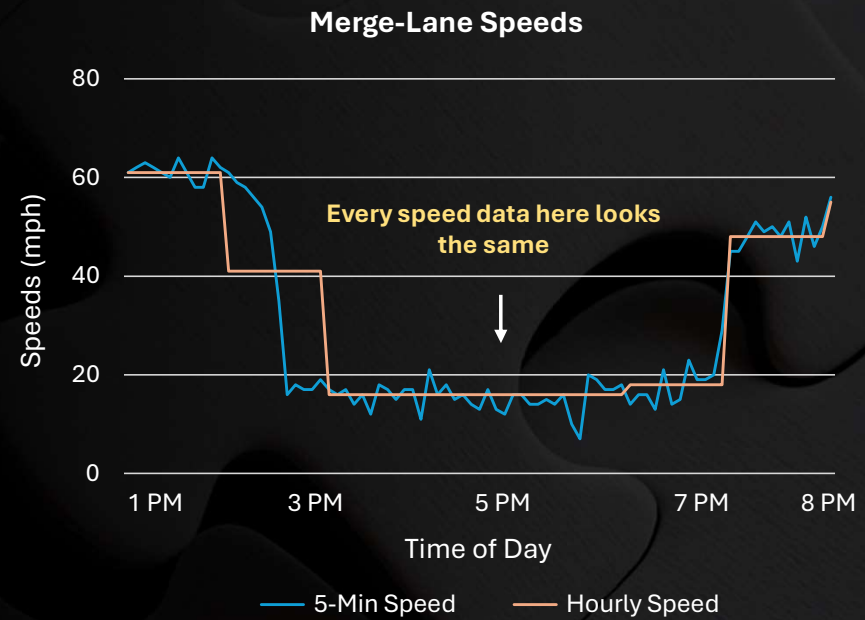 Merge-Lane Speeds
80
60
40
20
0
Speeds (mph)
Every speed data here looks
the same
1 PM 3 PM 5 PM 7 PM 8 PM
Time of Day
5-Min Speed Hourly Speed